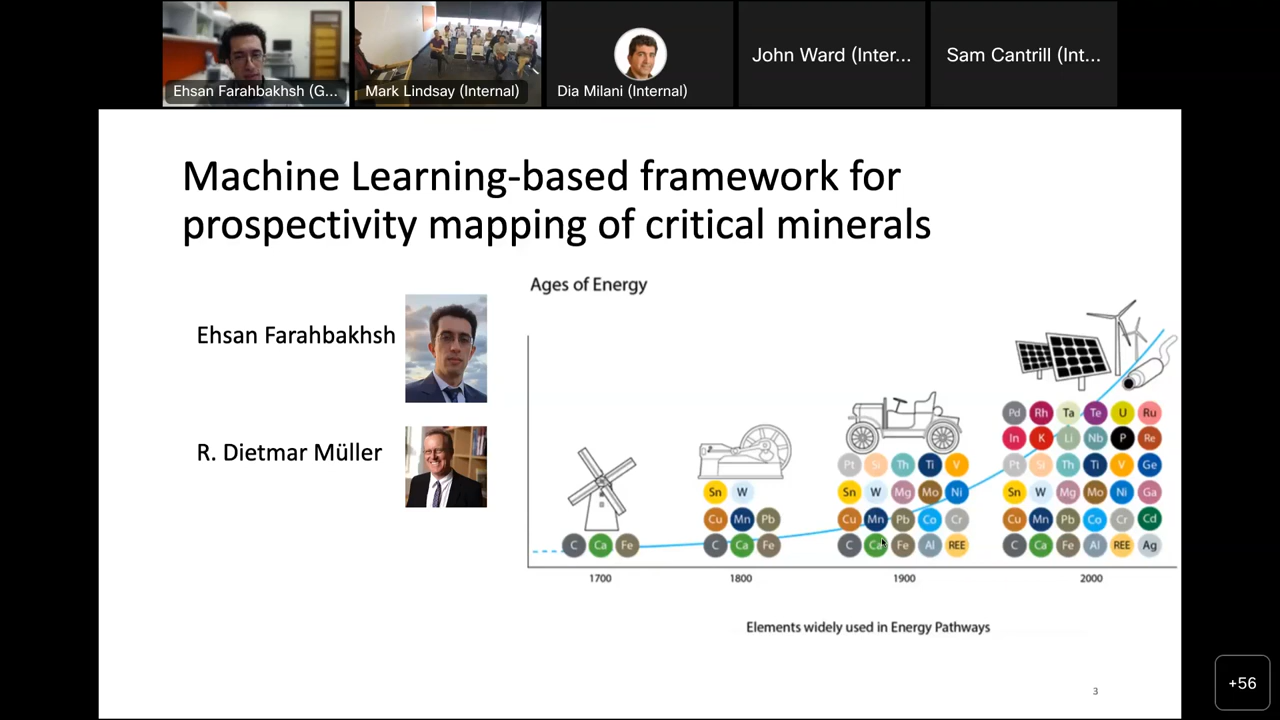 Ehsan Farahbakhsh (G...
Mark Lindsay (Internal)
Dia Milani (Internal)
John Ward (Inter...
Sam Cantrill (Int...
Machine Learning-based framework for
prospectivity mapping of critical minerals
Ages of Energy
Ehsan Farahbakhsh
R. Dietmar Müller
Pd Rh Ta Te U Ru
In K Li Nb P Re
Pt Si Th Ti V Pt Si Th Ti V Ge
Sn W Sn W Mg Mo Ni Sn W Mg Mo Ni Ga
Cu Mn Pb Cu Mn Pb Co Cr Cu Mn Pb Co Cr Cd
C Ca Fe C Ca Fe C Ca Fe Al REE C Ca Fe Al REE Ag
1700 1800 1900 2000
Elements widely used in Energy Pathways
3
+56